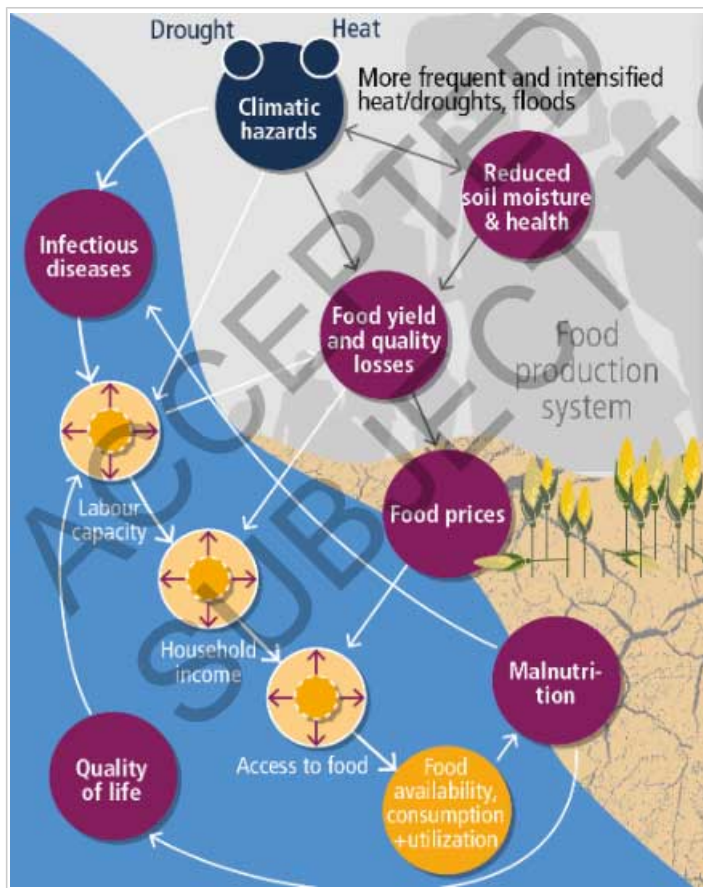 Drought
Heat
Climatic
hazards
More frequent and intensified
heat/droughts, floods
Reduced
soil moisture
& health
Infectious
diseases
Food yield
and quality
losses
Food
production
system
Labour
capacity
Food prices
Household
income
Malnutri-
tion
Access to food
Quality
of life
Food
availability,
consumption
+utilization
ACCEPTED
SUBJECT TO